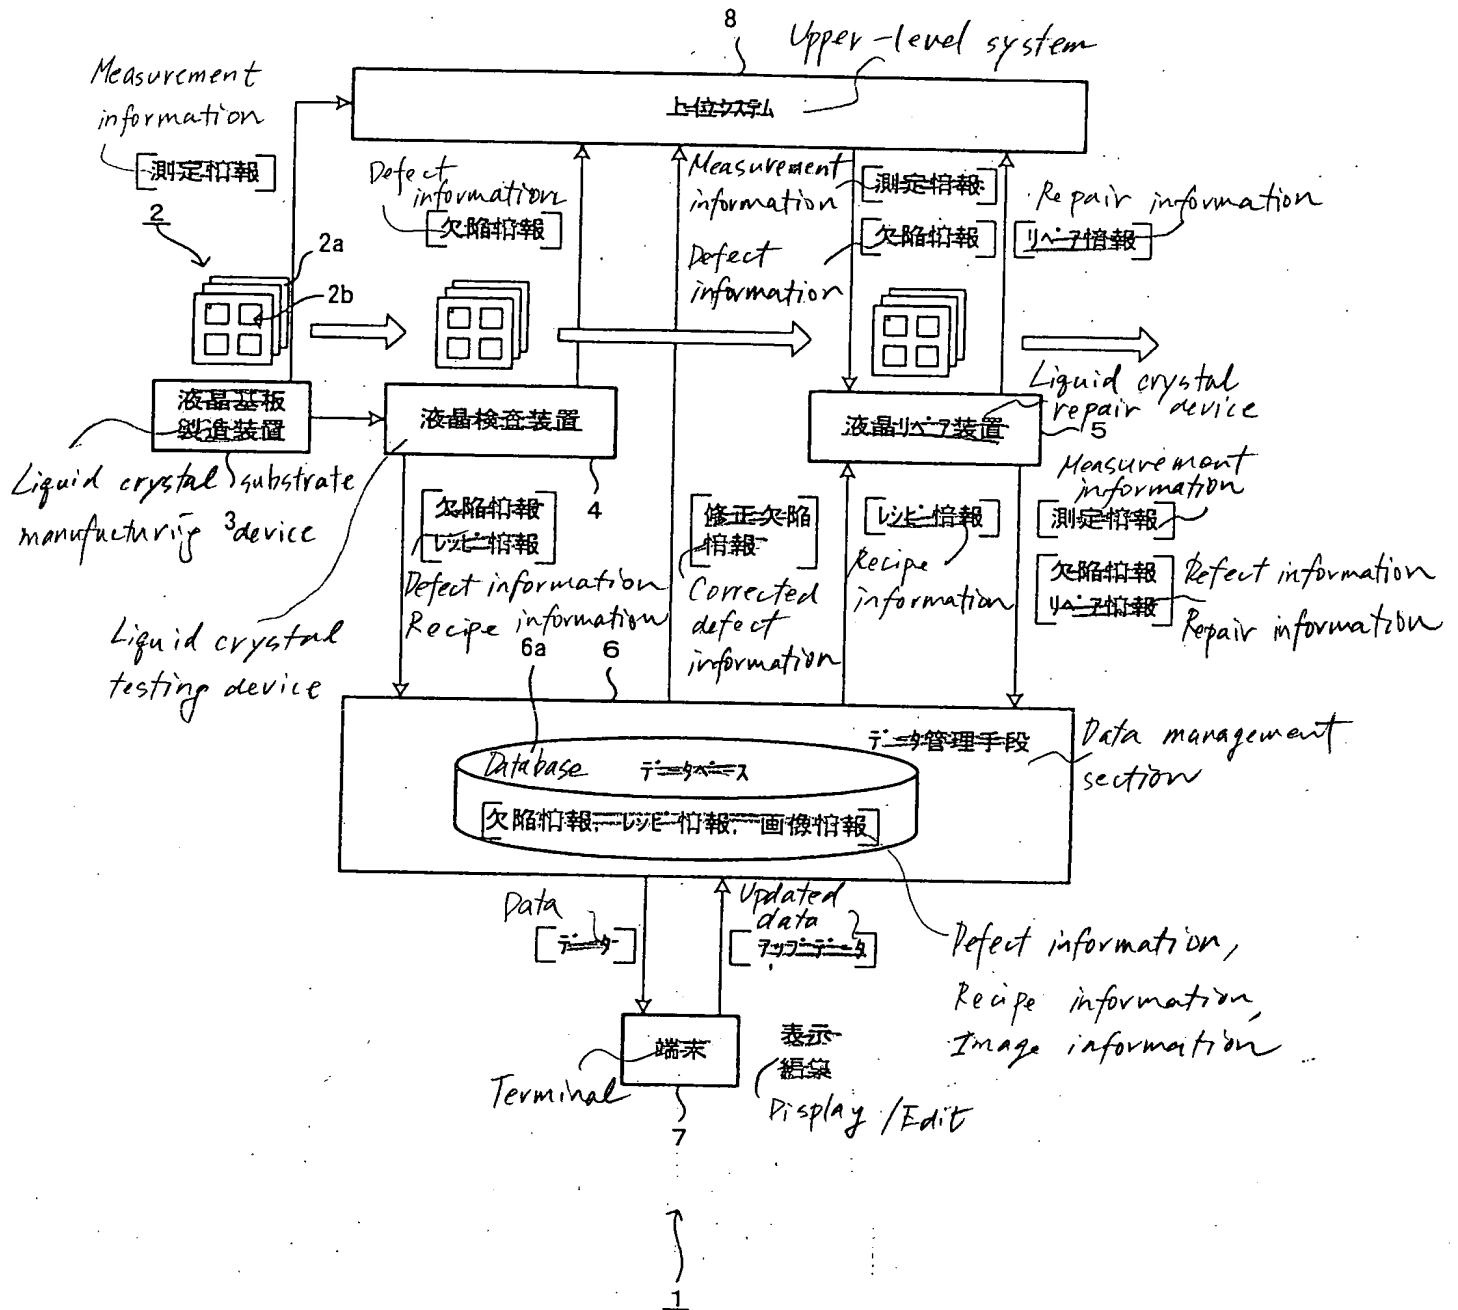 8
Upper-level system
上位システム
Measurement
information
測定情報
Defect
information
欠陥情報
Measurement
information
測定情報
Defect
information
欠陥情報
Repair information
リペーア情報
2
2a
2b
液晶基板
製造装置
Liquid crystal substrate
manufacturing device
3
液晶検査装置
4
Liquid crystal
testing device
液晶リペーア装置
5
Liquid crystal
repair device
欠陥情報
レシピー情報
Defect information
Recipe information
修正欠陥
情報
Corrected
defect
information
レシピー情報
Recipe
information
Measurement
information
測定情報
欠陥情報
リペーア情報
Defect information
Repair information
6a
6
データ管理手段
Data management
section
Database
データベース
欠陥情報、レシピー情報、画像情報
Defect information,
Recipe information,
Image information
Data
データー
Updated
data
アップデータ
端末
Terminal
7
表示
編集
Display/Edit
1